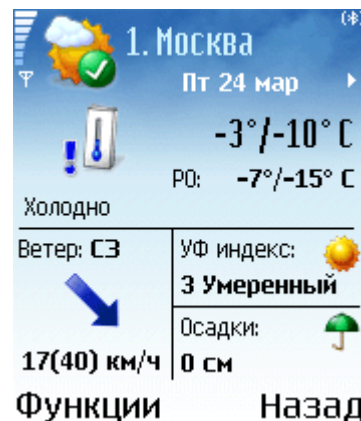 1. Москва
Пт 24 мар
-3°/-10° C
РО: -7°/-15° C
Холодно
Ветер: СЗ
17(40) км/ч
УФ индекс:
3 Умеренный
Осадки:
0 см
Функции Назад